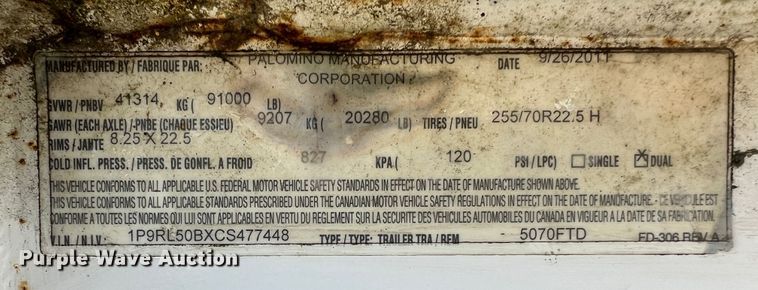 MANUFACTURED BY / FABRIQUE PAR: PALOMINO MANUFACTURING CORPORATION DATE 9/26/2011
GVWR / PNBV 41314 KG ( 91000 LB)
GAWR (EACH AXLE) / PNBE (CHAQUE ESSIEU) 9207 KG ( 20280 LB) TIRES / PNEU 255/70R22.5 H
RIMS / JANTE 8.25 X 22.5
COLD INFL. PRESS. / PRESS. DE GONFL. A FROID 827 KPA ( 120 PSI / LPC) SINGLE X DUAL
THIS VEHICLE CONFORMS TO ALL APPLICABLE U.S. FEDERAL MOTOR VEHICLE SAFETY STANDARDS IN EFFECT ON THE DATE OF MANUFACTURE SHOWN ABOVE.
THIS VEHICLE CONFORMS TO ALL APPLICABLE STANDARDS PRESCRIBED UNDER THE CANADIAN MOTOR VEHICLE SAFETY REGULATIONS IN EFFECT ON THE DATE OF MANUFACTURE. - CE VEHICULE EST
CONFORME A TOUTES LES NORMES QUI LUI SONT APPLICABLES EN VERTU DU REGLEMENT SUR LA SECURITE DES VEHICULES AUTOMOBILES DU CANADA EN VIGUEUR A LA DATE DE SA FABRICATION.
V.I.N. / N.I.V. 1P9RL50BXCS477448 TYPE / TYPE: TRAILER TRA / REM 5070FTD FD-306 REV A
Purple Wave Auction